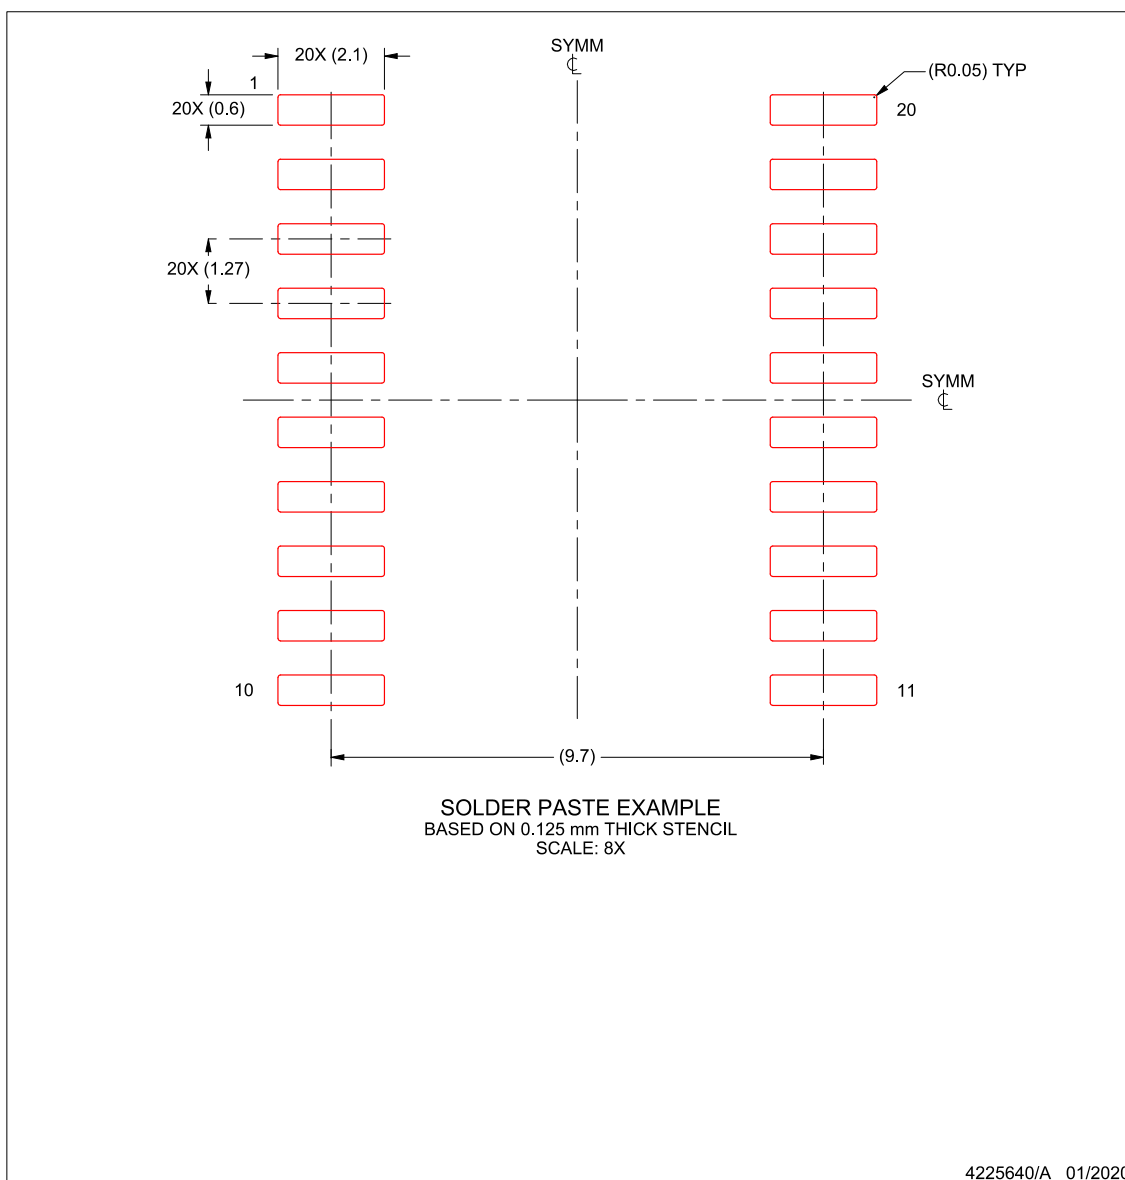 SYMM
℄
20X (2.1)
(R0.05) TYP
1
20X (0.6)
20
20X (1.27)
SYMM
℄
10
11
(9.7)
SOLDER PASTE EXAMPLE
BASED ON 0.125 mm THICK STENCIL
SCALE: 8X
4225640/A 01/2020